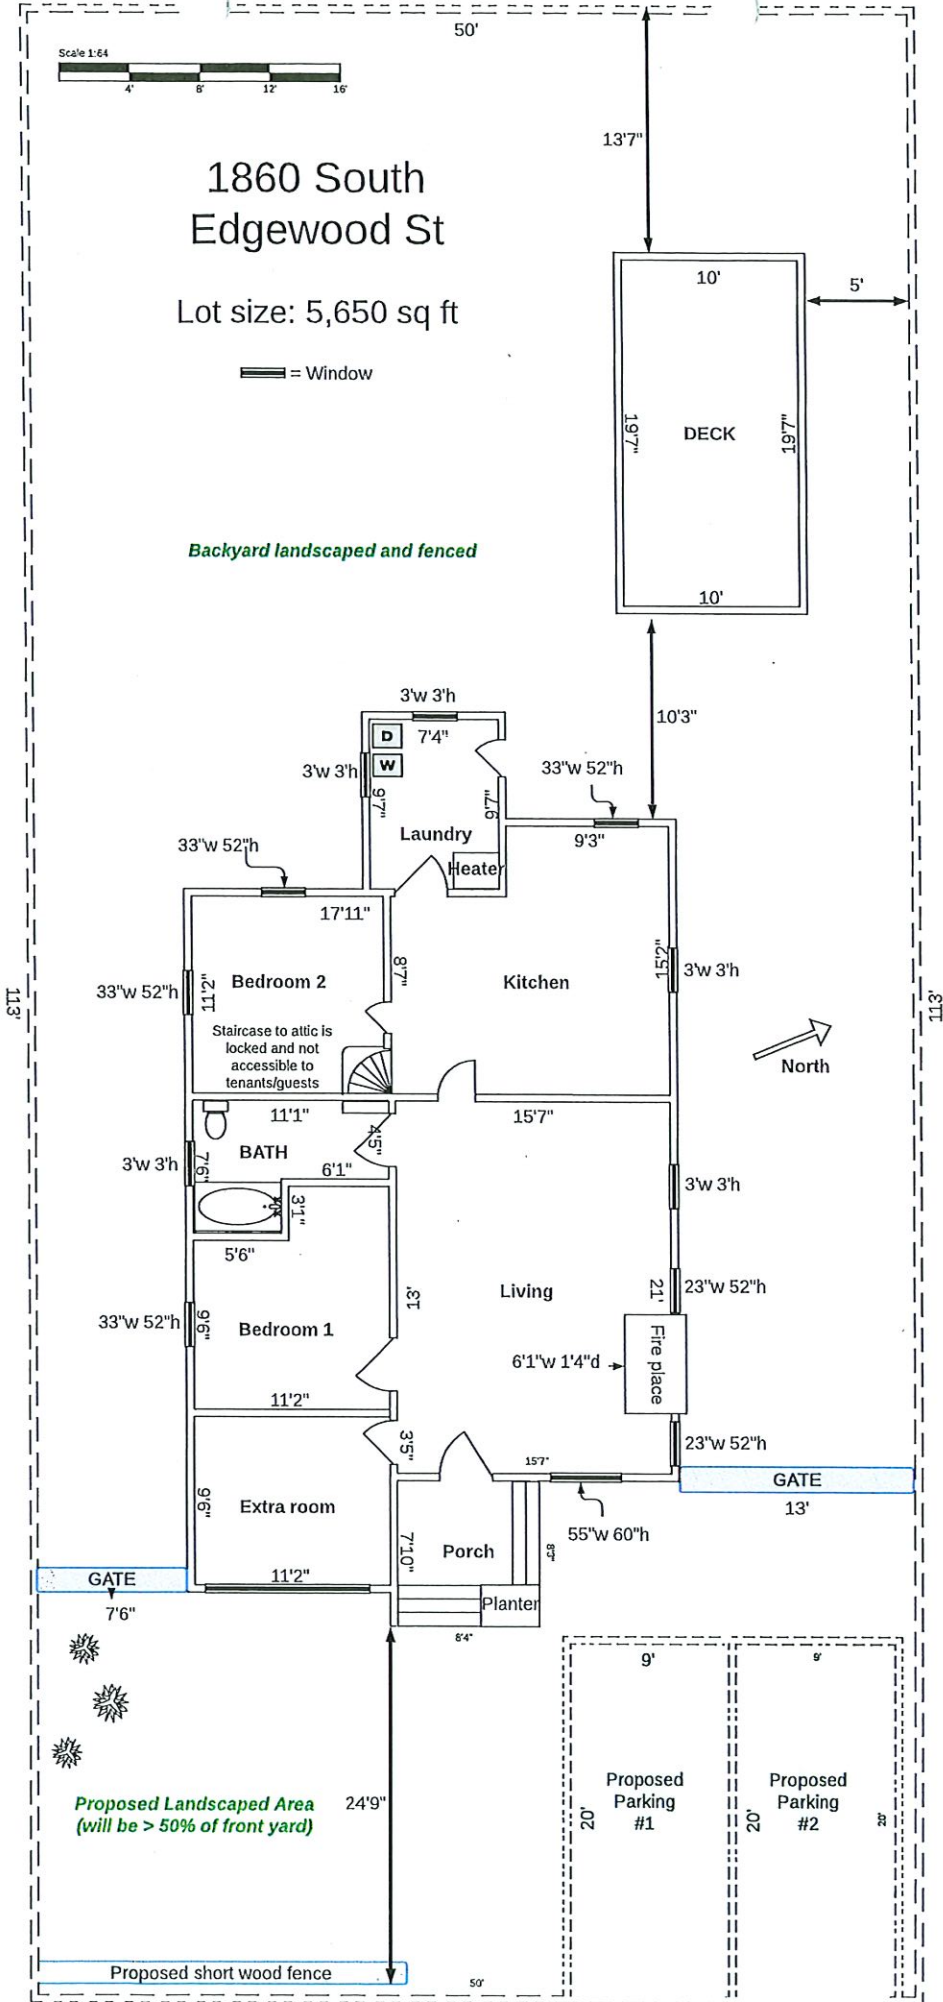 50'
Scale 1:64
4' 8' 12' 16'
13'7"
1860 South
Edgewood St
Lot size: 5,650 sq ft
= Window
10'
5'
19'7"
DECK
19'7"
Backyard landscaped and fenced
10'
3'w 3'h
10'3"
D
7'4"
W
3'w 3'h
33"w 52"h
9'7"
9'7"
Laundry
9'3"
33"w 52"h
Heater
17'11"
8'7"
15'2"
Bedroom 2
Kitchen
3'w 3'h
33"w 52"h
11'2"
113'
113'
Staircase to attic is
locked and not
accessible to
tenants/guests
North
11'1"
15'7"
4'5"
BATH
3'w 3'h
7'6"
6'1"
3'w 3'h
3'1"
5'6"
Living
21'
23"w 52"h
13'
33"w 52"h
9'6"
Bedroom 1
Fire place
6'1"w 1'4"d
11'2"
3'5"
23"w 52"h
15'7"
GATE
13'
9'6"
Extra room
55"w 60"h
7'10"
Porch
8'3"
11'2"
GATE
Planter
7'6"
8'4"
9'
9'
Proposed
Parking
#1
Proposed
Parking
#2
20'
20'
20'
Proposed Landscaped Area
(will be > 50% of front yard)
24'9"
Proposed short wood fence
50'